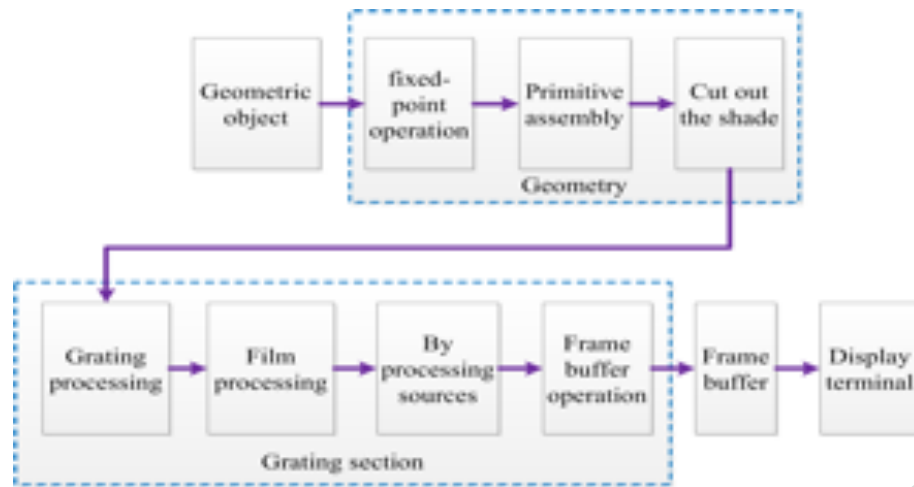 Geometric
object
fixed-
point
operation
Primitive
assembly
Cut out
the shade
Geometry
Grating
processing
Film
processing
By
processing
sources
Frame
buffer
operation
Frame
buffer
Display
terminal
Grating section